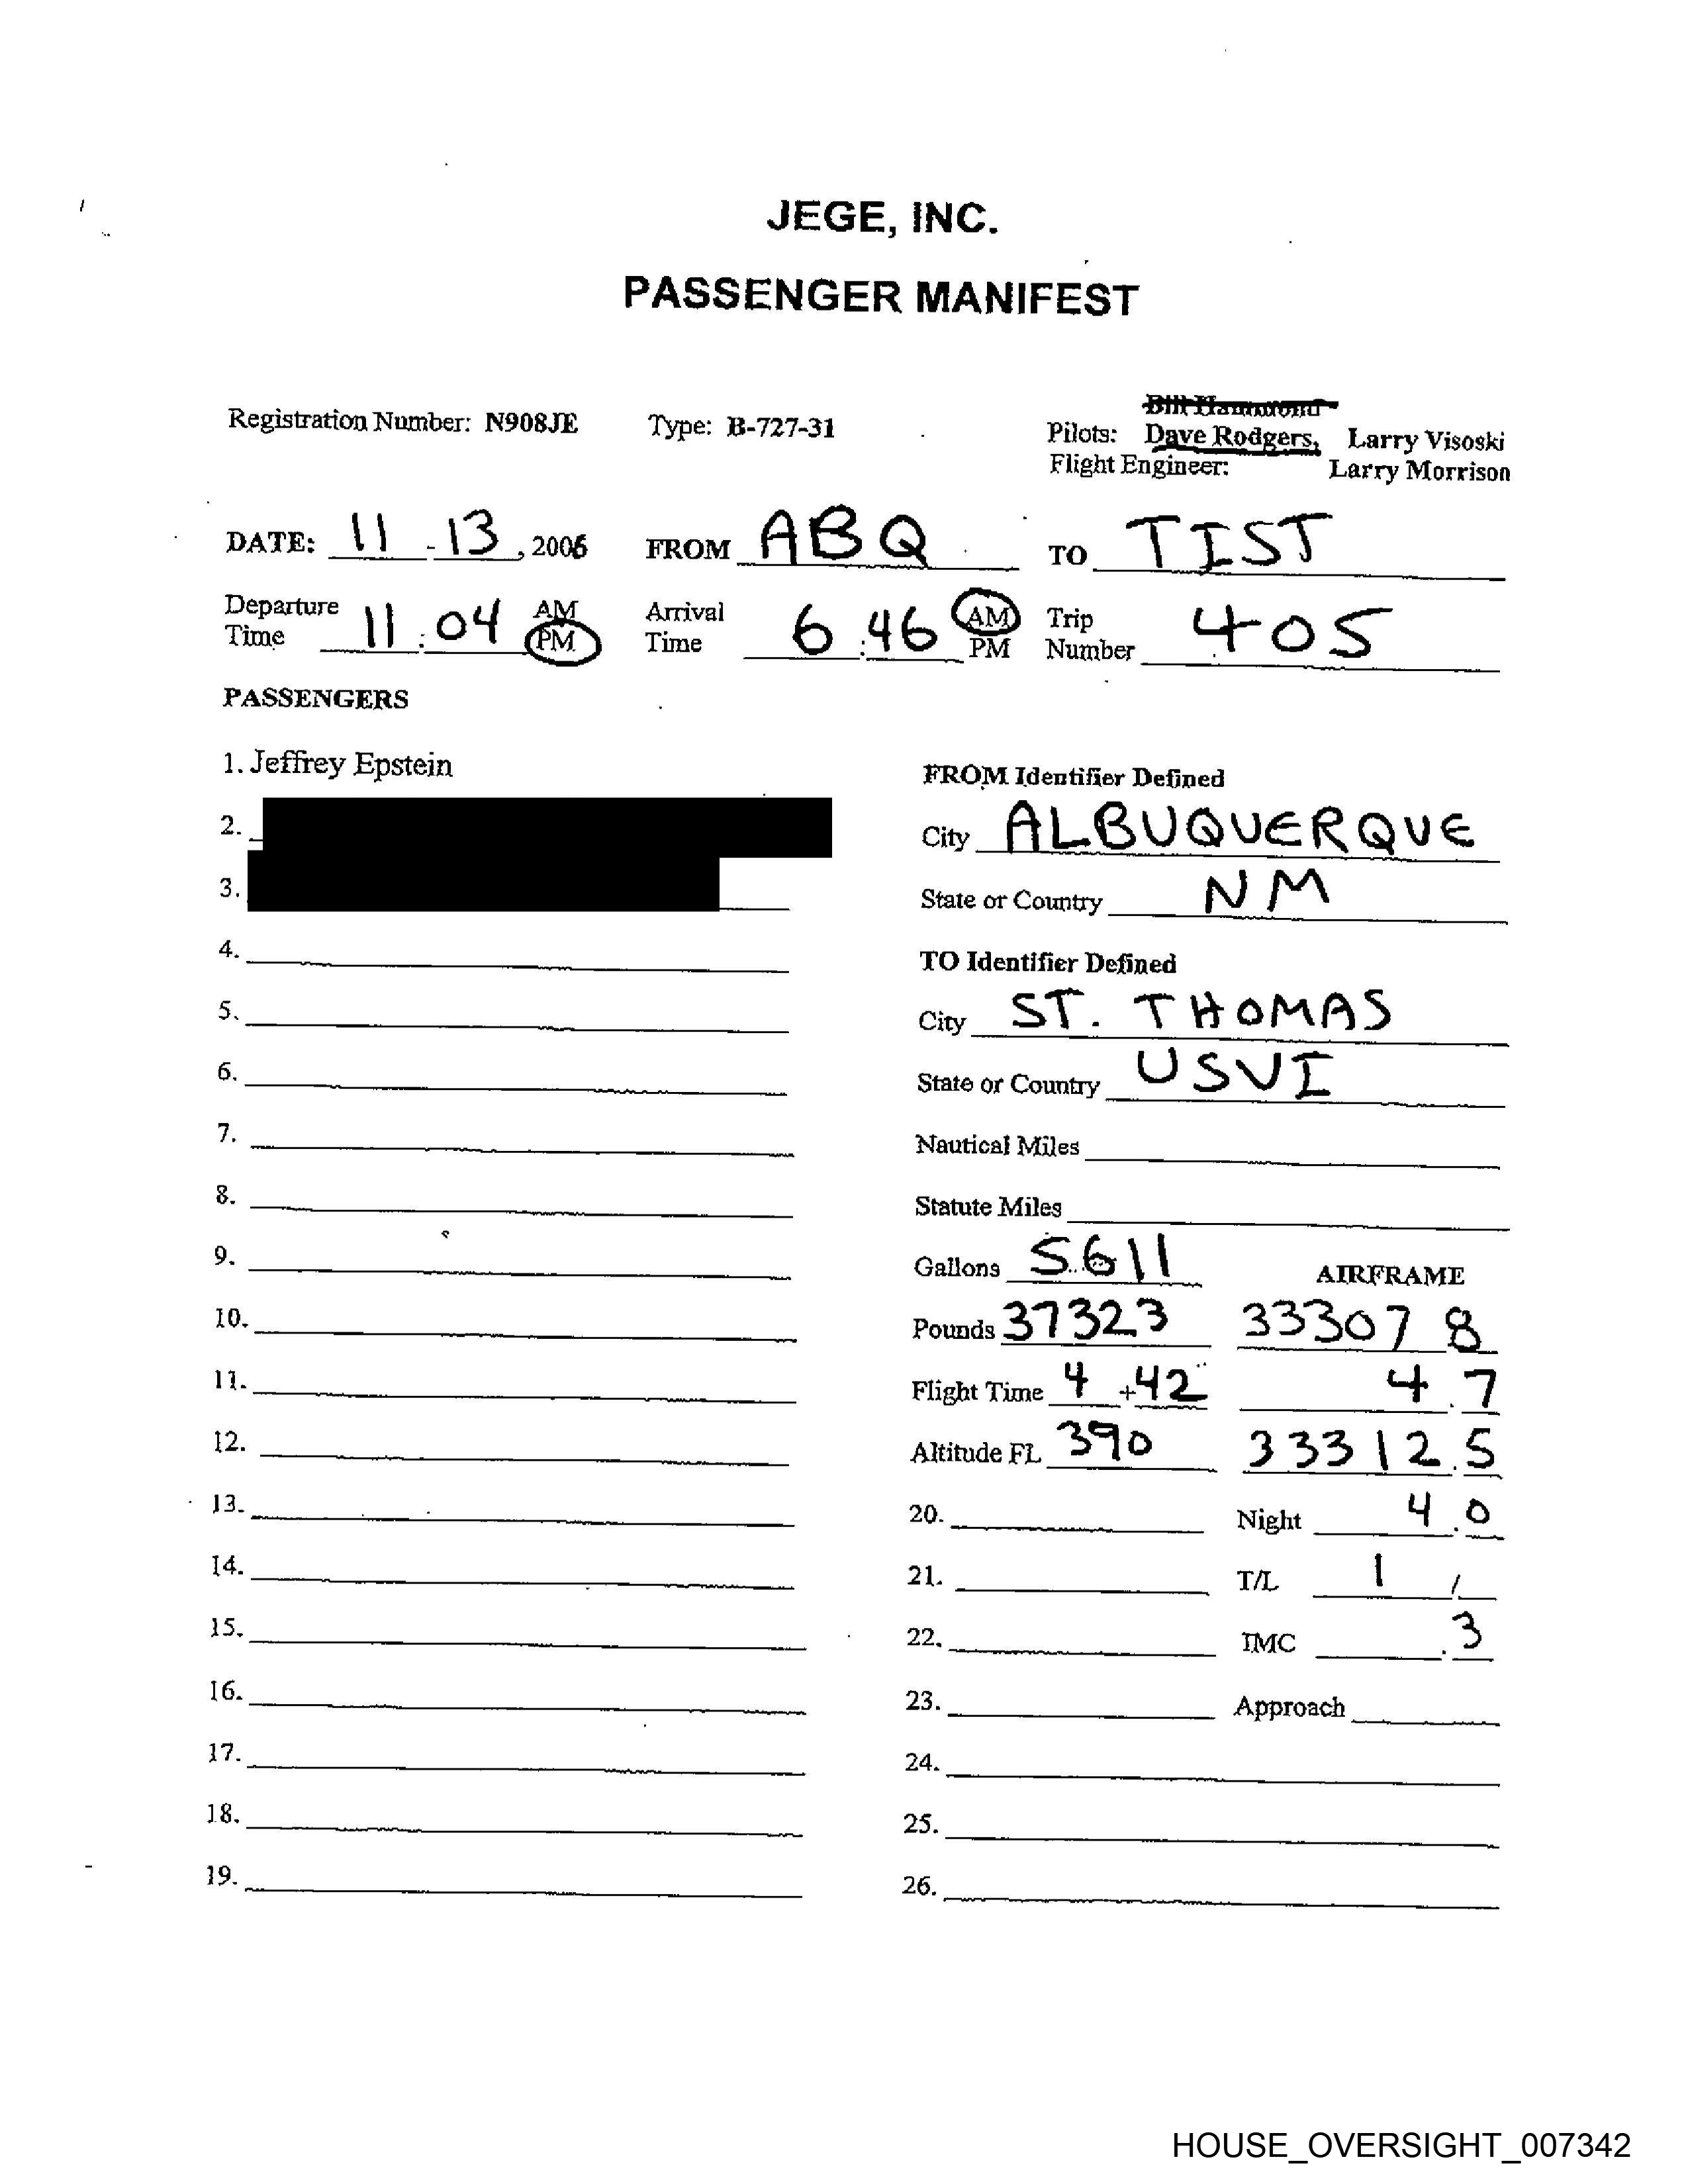 JEGE, INC.
PASSENGER MANIFEST
Bill Hammond
Registration Number: N908JE Type: B-727-31 Pilots: Dave Rodgers, Larry Visoski
Flight Engineer: Larry Morrison
DATE: 11 - 13, 2006 FROM ABQ TO TIST
Departure Time 11:04 AM PM Arrival Time 6:46 AM PM Trip Number 405
PASSENGERS
1. Jeffrey Epstein
2.
3.
4.
5.
6.
7.
8.
9.
10.
11.
12.
13.
14.
15.
16.
17.
18.
19.
FROM Identifier Defined
City ALBUQUERQUE
State or Country NM
TO Identifier Defined
City ST. THOMAS
State or Country USVI
Nautical Miles
Statute Miles
Gallons 5611 AIRFRAME
Pounds 37323 33307 8
Flight Time 4 +42 4.7
Altitude FL 390 33312.5
20. Night 4.0
21. T/L 1 /
22. IMC .3
23. Approach
24.
25.
26.
HOUSE_OVERSIGHT_007342